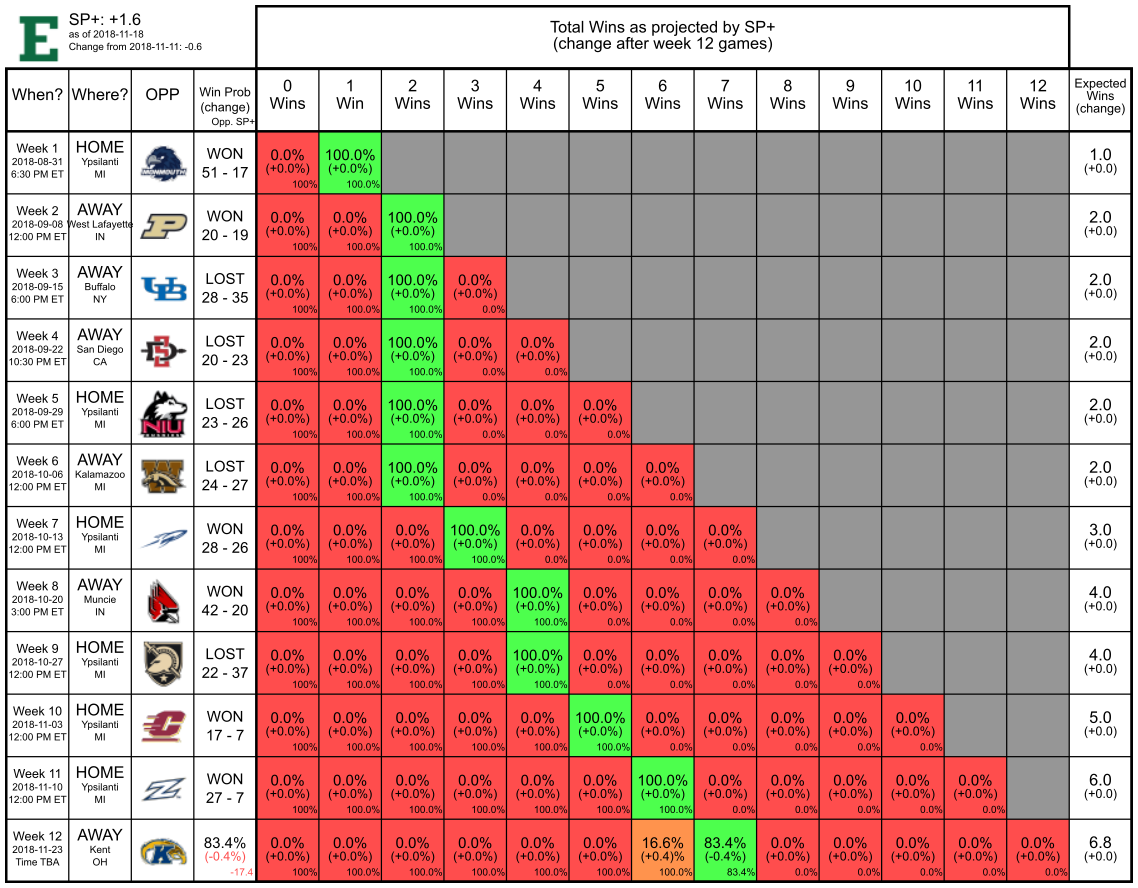 E
SP+: +1.6
as of 2018-11-18
Change from 2018-11-11: -0.6
Total Wins as projected by SP+
(change after week 12 games)
When? Where? OPP Win Prob (change) Opp. SP+ 0 Wins 1 Win 2 Wins 3 Wins 4 Wins 5 Wins 6 Wins 7 Wins 8 Wins 9 Wins 10 Wins 11 Wins 12 Wins Expected Wins (change)
Week 1 HOME WON 0.0% 100.0% 1.0
2018-08-31 Ypsilanti MONMOUTH (+0.0%) (+0.0%) (+0.0)
6:30 PM ET MI 51 - 17 100% 100.0%
Week 2 AWAY P WON 0.0% 0.0% 100.0% 2.0
2018-09-08 West Lafayette (+0.0%) (+0.0%) (+0.0%) (+0.0)
12:00 PM ET IN 20 - 19 100% 100.0% 100.0%
Week 3 AWAY UB LOST 0.0% 0.0% 100.0% 0.0% 2.0
2018-09-15 Buffalo (+0.0%) (+0.0%) (+0.0%) (+0.0%) (+0.0)
6:00 PM ET NY 28 - 35 100% 100.0% 100.0% 0.0%
Week 4 AWAY SD LOST 0.0% 0.0% 100.0% 0.0% 0.0% 2.0
2018-09-22 San Diego (+0.0%) (+0.0%) (+0.0%) (+0.0%) (+0.0%) (+0.0)
10:30 PM ET CA 20 - 23 100% 100.0% 100.0% 0.0% 0.0%
Week 5 HOME LOST 0.0% 0.0% 100.0% 0.0% 0.0% 0.0% 2.0
2018-09-29 Ypsilanti NIU (+0.0%) (+0.0%) (+0.0%) (+0.0%) (+0.0%) (+0.0%) (+0.0)
6:00 PM ET MI 23 - 26 100% 100.0% 100.0% 0.0% 0.0% 0.0%
Week 6 AWAY W LOST 0.0% 0.0% 100.0% 0.0% 0.0% 0.0% 0.0% 2.0
2018-10-06 Kalamazoo (+0.0%) (+0.0%) (+0.0%) (+0.0%) (+0.0%) (+0.0%) (+0.0%) (+0.0)
12:00 PM ET MI 24 - 27 100% 100.0% 100.0% 0.0% 0.0% 0.0% 0.0%
Week 7 HOME WON 0.0% 0.0% 0.0% 100.0% 0.0% 0.0% 0.0% 0.0% 3.0
2018-10-13 Ypsilanti (+0.0%) (+0.0%) (+0.0%) (+0.0%) (+0.0%) (+0.0%) (+0.0%) (+0.0%) (+0.0)
12:00 PM ET MI 28 - 26 100% 100.0% 100.0% 100.0% 0.0% 0.0% 0.0% 0.0%
Week 8 AWAY WON 0.0% 0.0% 0.0% 0.0% 100.0% 0.0% 0.0% 0.0% 0.0% 4.0
2018-10-20 Muncie (+0.0%) (+0.0%) (+0.0%) (+0.0%) (+0.0%) (+0.0%) (+0.0%) (+0.0%) (+0.0%) (+0.0)
3:00 PM ET IN 42 - 20 100% 100.0% 100.0% 100.0% 100.0% 0.0% 0.0% 0.0% 0.0%
Week 9 HOME LOST 0.0% 0.0% 0.0% 0.0% 100.0% 0.0% 0.0% 0.0% 0.0% 0.0% 4.0
2018-10-27 Ypsilanti (+0.0%) (+0.0%) (+0.0%) (+0.0%) (+0.0%) (+0.0%) (+0.0%) (+0.0%) (+0.0%) (+0.0%) (+0.0)
12:00 PM ET MI 22 - 37 100% 100.0% 100.0% 100.0% 100.0% 0.0% 0.0% 0.0% 0.0% 0.0%
Week 10 HOME C WON 0.0% 0.0% 0.0% 0.0% 0.0% 100.0% 0.0% 0.0% 0.0% 0.0% 0.0% 5.0
2018-11-03 Ypsilanti (+0.0%) (+0.0%) (+0.0%) (+0.0%) (+0.0%) (+0.0%) (+0.0%) (+0.0%) (+0.0%) (+0.0%) (+0.0%) (+0.0)
12:00 PM ET MI 17 - 7 100% 100.0% 100.0% 100.0% 100.0% 100.0% 0.0% 0.0% 0.0% 0.0% 0.0%
Week 11 HOME Z WON 0.0% 0.0% 0.0% 0.0% 0.0% 0.0% 100.0% 0.0% 0.0% 0.0% 0.0% 0.0% 6.0
2018-11-10 Ypsilanti (+0.0%) (+0.0%) (+0.0%) (+0.0%) (+0.0%) (+0.0%) (+0.0%) (+0.0%) (+0.0%) (+0.0%) (+0.0%) (+0.0%) (+0.0)
12:00 PM ET MI 27 - 7 100% 100.0% 100.0% 100.0% 100.0% 100.0% 100.0% 0.0% 0.0% 0.0% 0.0% 0.0%
Week 12 AWAY K 83.4% 0.0% 0.0% 0.0% 0.0% 0.0% 0.0% 16.6% 83.4% 0.0% 0.0% 0.0% 0.0% 0.0% 6.8
2018-11-23 Kent (-0.4%) (+0.0%) (+0.0%) (+0.0%) (+0.0%) (+0.0%) (+0.0%) (+0.4)% (-0.4%) (+0.0%) (+0.0%) (+0.0%) (+0.0%) (+0.0%) (+0.0)
Time TBA OH -17.4 100% 100.0% 100.0% 100.0% 100.0% 100.0% 100.0% 83.4% 0.0% 0.0% 0.0% 0.0% 0.0%